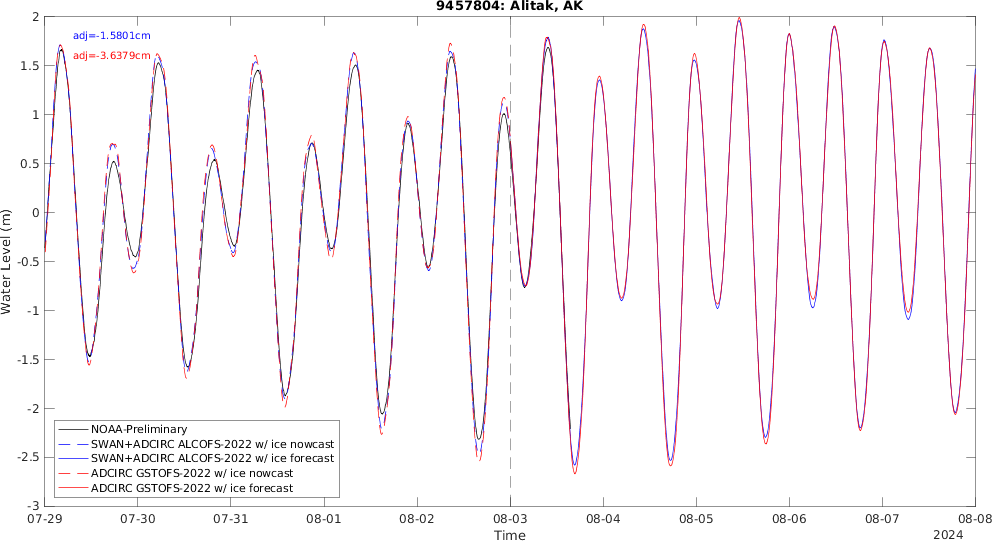 9457804: Alitak, AK
adj=-1.5801cm
adj=-3.6379cm
2
1.5
1
0.5
0
-0.5
-1
-1.5
-2
-2.5
-3
Water Level (m)
NOAA-Preliminary
SWAN+ADCIRC ALCOFS-2022 w/ ice nowcast
SWAN+ADCIRC ALCOFS-2022 w/ ice forecast
ADCIRC GSTOFS-2022 w/ ice nowcast
ADCIRC GSTOFS-2022 w/ ice forecast
07-29 07-30 07-31 08-01 08-02 08-03 08-04 08-05 08-06 08-07 08-08
Time
2024